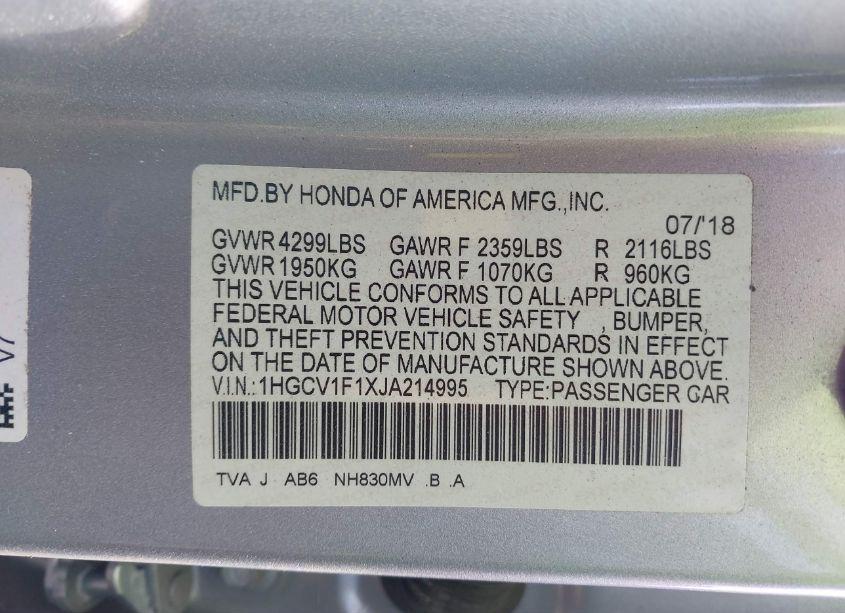 MFD.BY HONDA OF AMERICA MFG.,INC.
07/'18
GVWR 4299LBS GAWR F 2359LBS R 2116LBS
GVWR 1950KG GAWR F 1070KG R 960KG
THIS VEHICLE CONFORMS TO ALL APPLICABLE
FEDERAL MOTOR VEHICLE SAFETY , BUMPER,
AND THEFT PREVENTION STANDARDS IN EFFECT
ON THE DATE OF MANUFACTURE SHOWN ABOVE.
V.I.N.:1HGCV1F1XJA214995 TYPE:PASSENGER CAR
TVA J AB6 NH830MV .B .A
V7